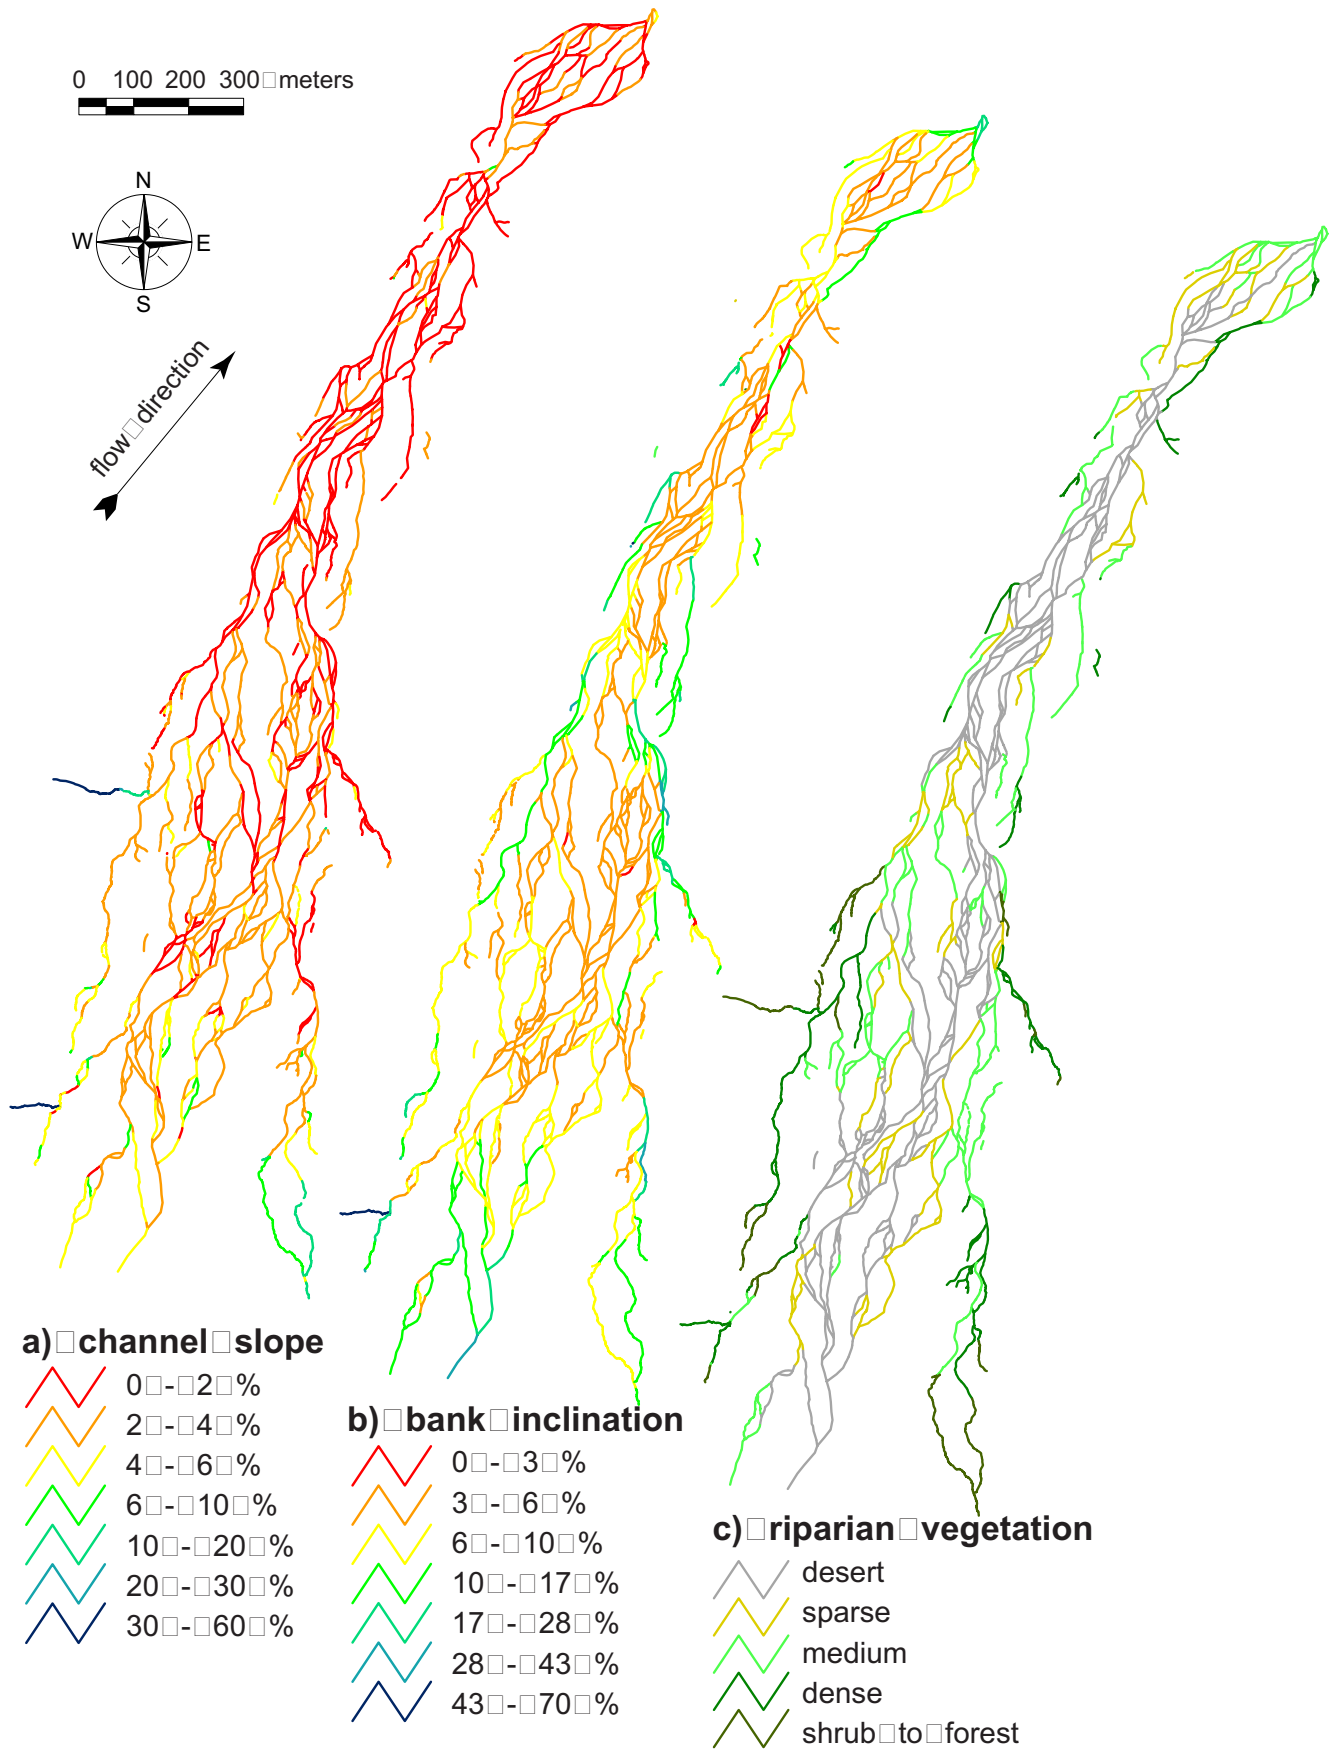 0 100 200 300□meters
N
W E
S
flow□direction
a)□channel□slope
0□-□2□%
2□-□4□%
4□-□6□%
6□-□10□%
10□-□20□%
20□-□30□%
30□-□60□%
b)□bank□inclination
0□-□3□%
3□-□6□%
6□-□10□%
10□-□17□%
17□-□28□%
28□-□43□%
43□-□70□%
c)□riparian□vegetation
desert
sparse
medium
dense
shrub□to□forest